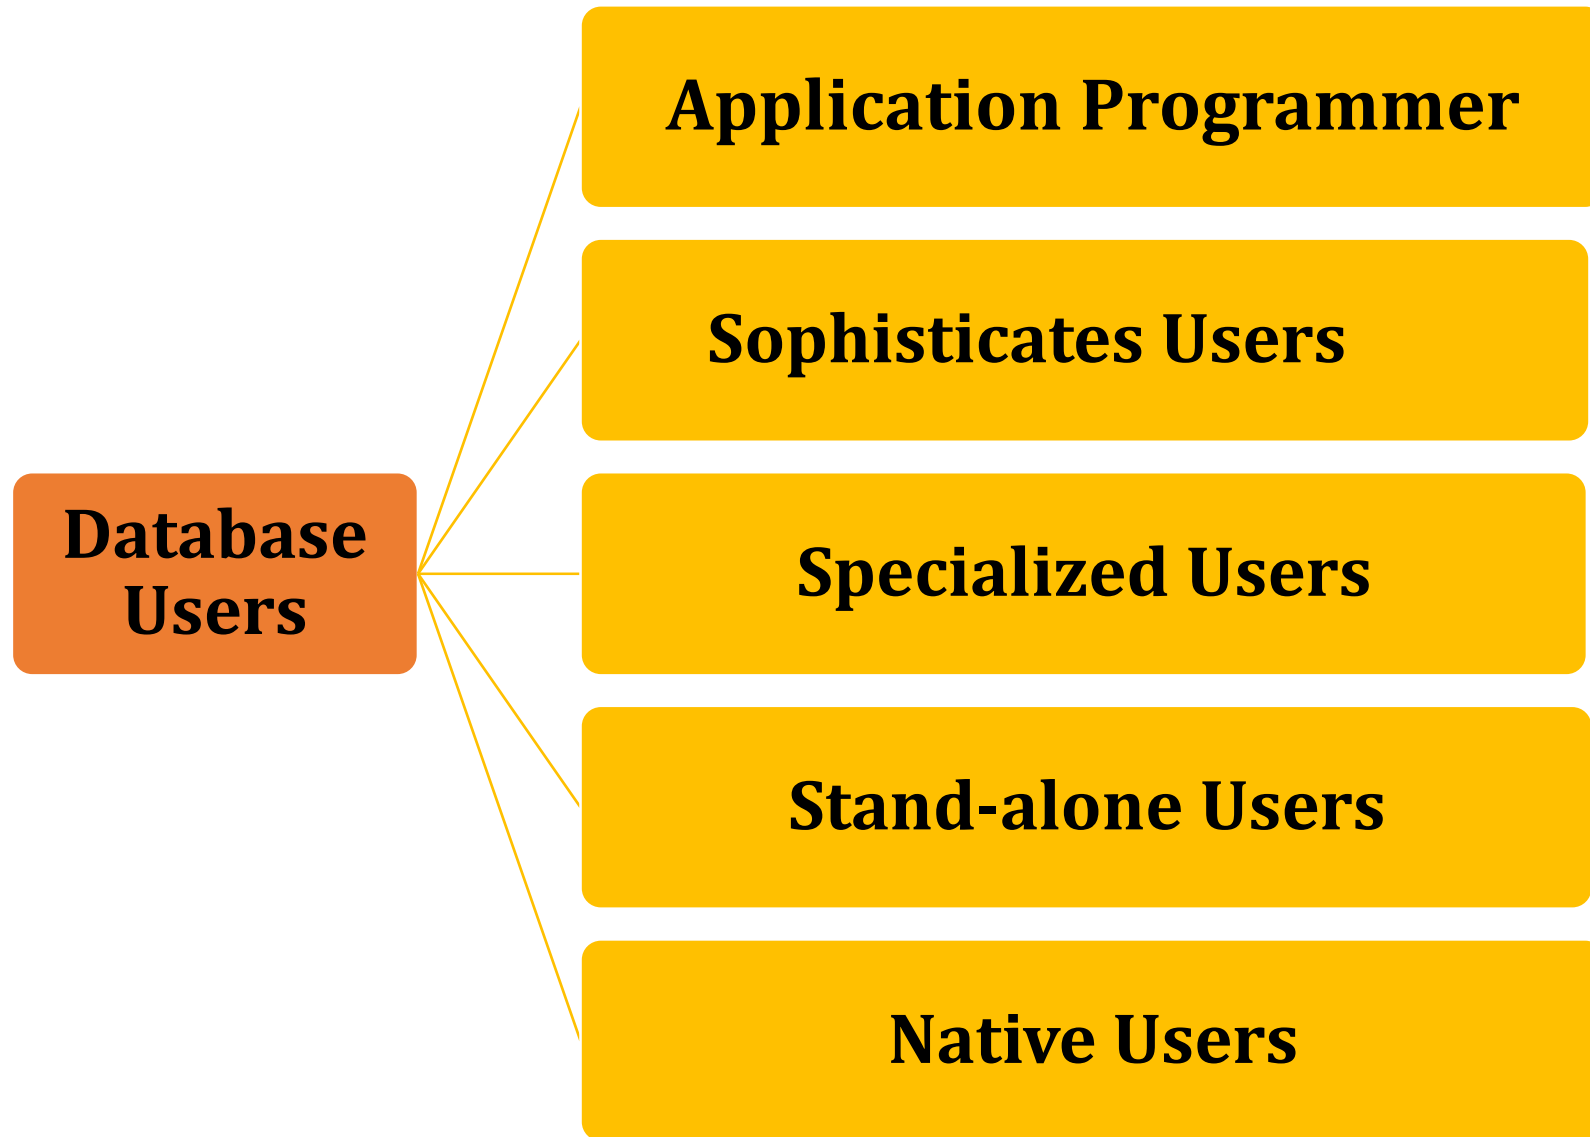 Application Programmer
Sophisticates Users
Database
Users
Specialized Users
Stand-alone Users
Native Users